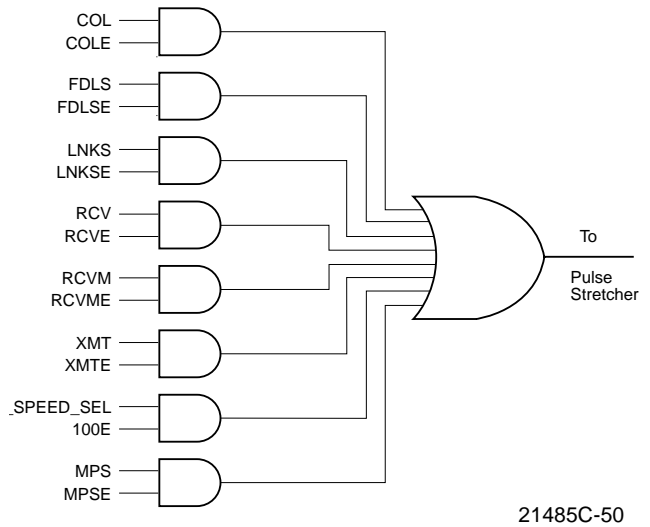 COL
COLE
FDLS
FDLSE
LNKS
LNKSE
RCV
RCVE
RCVM
RCVME
XMT
XMTE
_SPEED_SEL
100E
MPS
MPSE
To
Pulse
Stretcher
21485C-50